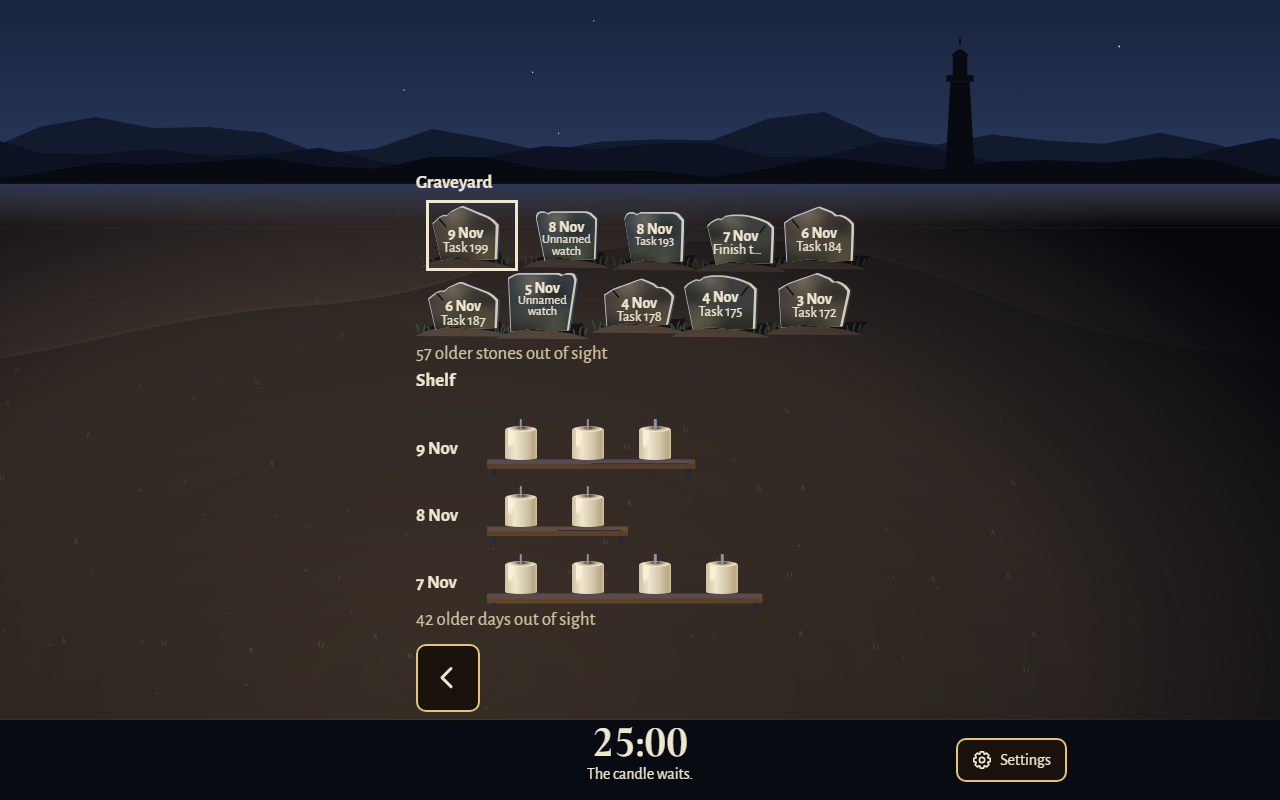 Graveyard
9 Nov
Task 199
8 Nov
Unnamed
watch
8 Nov
Task 193
7 Nov
Finish t...
6 Nov
Task 184
6 Nov
Task 187
5 Nov
Unnamed
watch
4 Nov
Task 178
4 Nov
Task 175
3 Nov
Task 172
57 older stones out of sight
Shelf
9 Nov
8 Nov
7 Nov
42 older days out of sight
25:00
The candle waits.
Settings